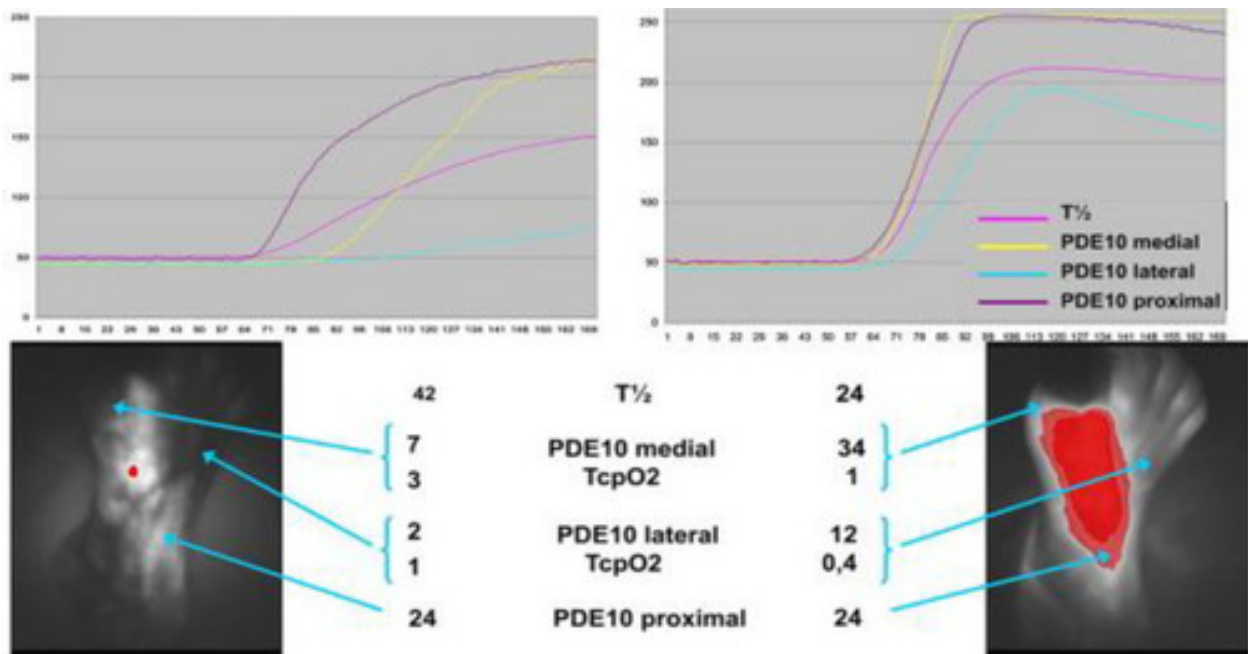 250
200
150
100
50
0
1 8 15 22 29 36 43 50 57 64 71 78 85 92 99 106 113 120 127 134 141 148 155 162 169
250
200
150
100
50
0
1 8 15 22 29 36 43 50 57 64 71 78 85 92 99 106 113 120 127 134 141 148 155 162 169
T½
PDE10 medial
PDE10 lateral
PDE10 proximal
42 T½ 24
7 PDE10 medial 34
3 TcpO2 1
2 PDE10 lateral 12
1 TcpO2 0,4
24 PDE10 proximal 24